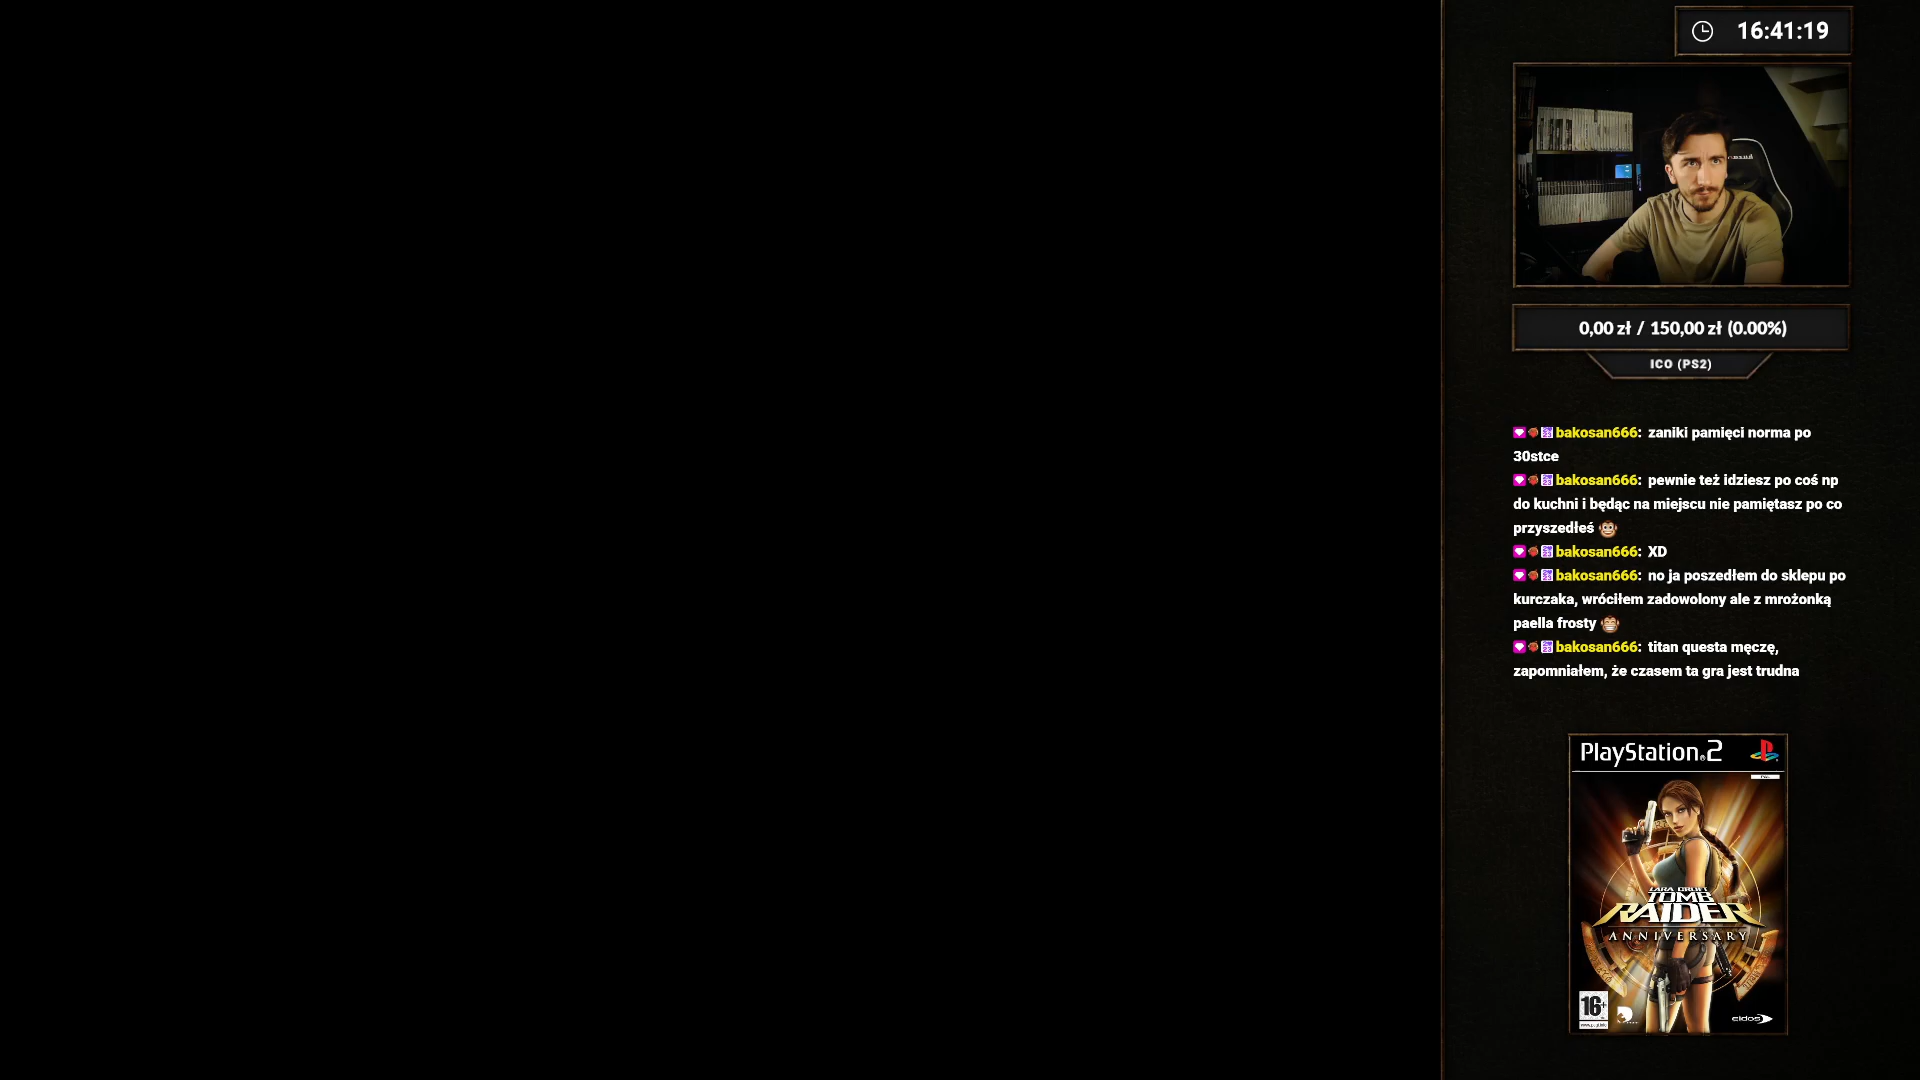 16:41:19
0,00 zł / 150,00 zł (0.00%)
ICO (PS2)
bakosan666: zaniki pamięci norma po
30stce
bakosan666: pewnie też idziesz po coś np
do kuchni i będąc na miejscu nie pamiętasz po co
przyszedłeś
bakosan666: XD
bakosan666: no ja poszedłem do sklepu po
kurczaka, wróciłem zadowolony ale z mrożonką
paella frosty
bakosan666: titan questa męczę,
zapomniałem, że czasem ta gra jest trudna
PlayStation®2
LARA CROFT
TOMB
RAIDER
ANNIVERSARY
16+
eidos